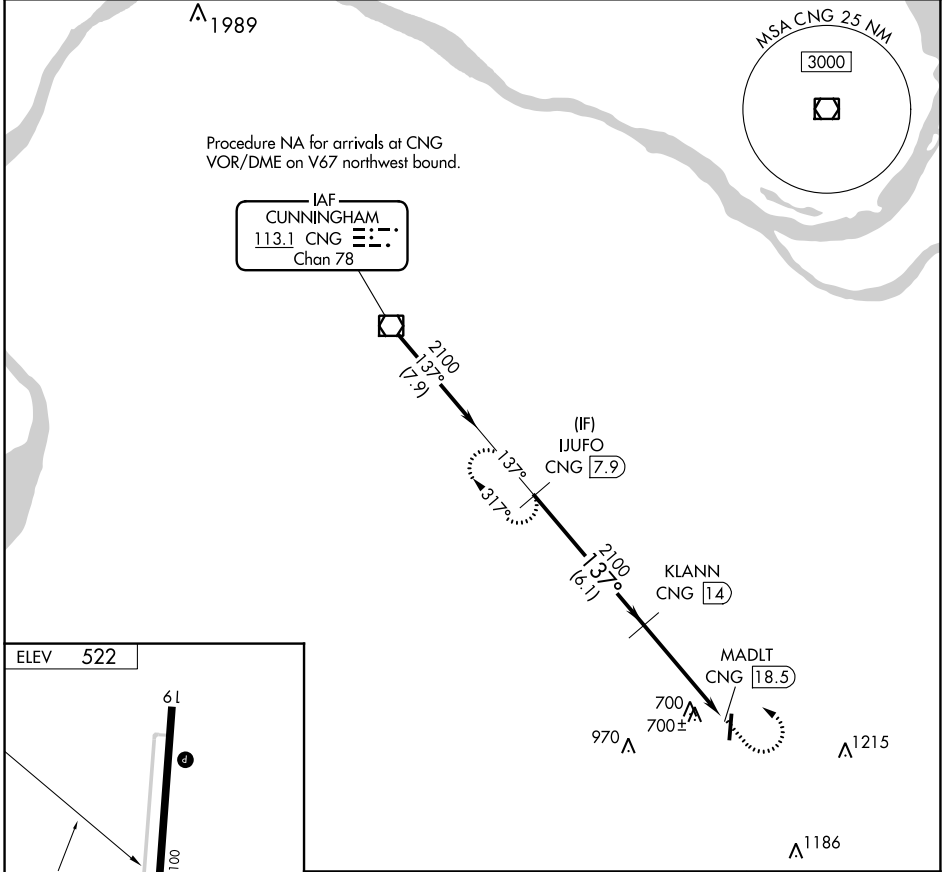 1989
MSA CNG 25 NM
3000
Procedure NA for arrivals at CNG
VOR/DME on V67 northwest bound.
IAF
CUNNINGHAM
113.1 CNG
Chan 78
2100
137°
(7.9)
(IF)
IJUFO
CNG 7.9
137°
317°
2100
137°
(6.1)
KLANN
CNG 14
MADLT
CNG 18.5
700
700±
970
1215
1186
ELEV 522
19
P
100